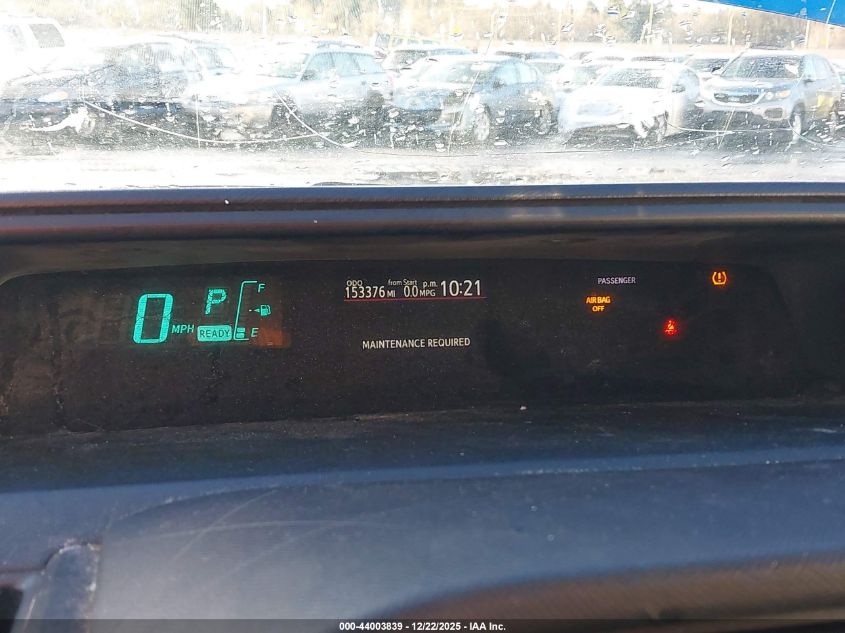 0 MPH
P
READY
F
E
ODO from Start p.m.
153376 MI 0.0 MPG 10:21
MAINTENANCE REQUIRED
PASSENGER
AIR BAG
OFF
000-44003839 - 12/22/2025 - IAA Inc.